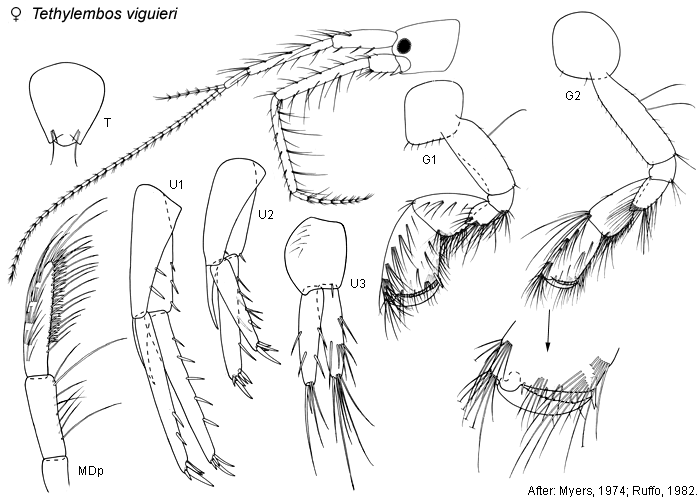 ♀ Tethylembos viguieri
T
G1
G2
U1
U2
U3
MDp
After: Myers, 1974; Ruffo, 1982.